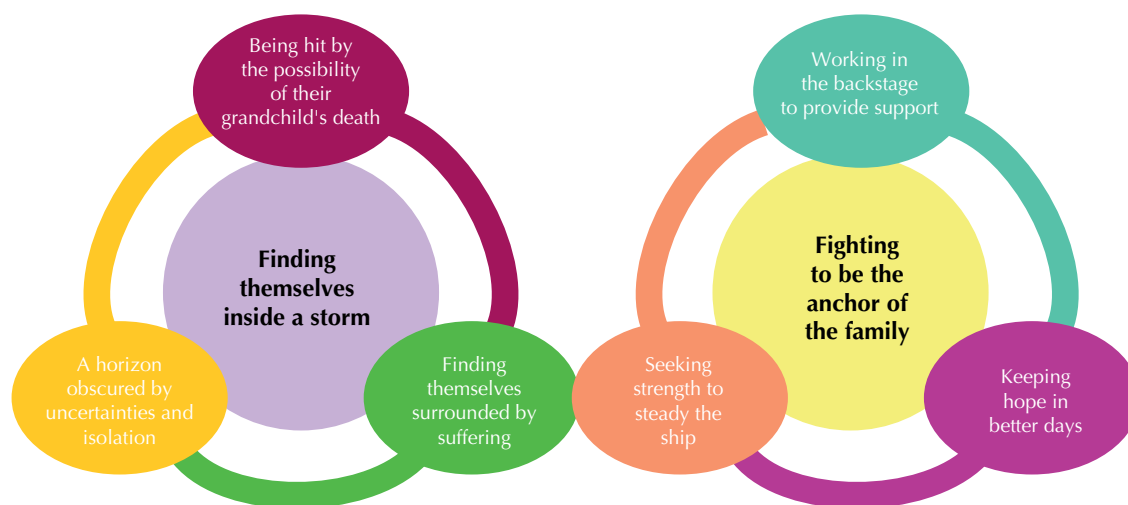 Being hit by
the possibility
of their
grandchild's death
Finding
themselves
inside a storm
A horizon
obscured by
uncertainties and
isolation
Finding
themselves
surrounded by
suffering
Working in
the backstage
to provide support
Fighting
to be the
anchor of
the family
Seeking
strength to
steady the
ship
Keeping
hope in
better days